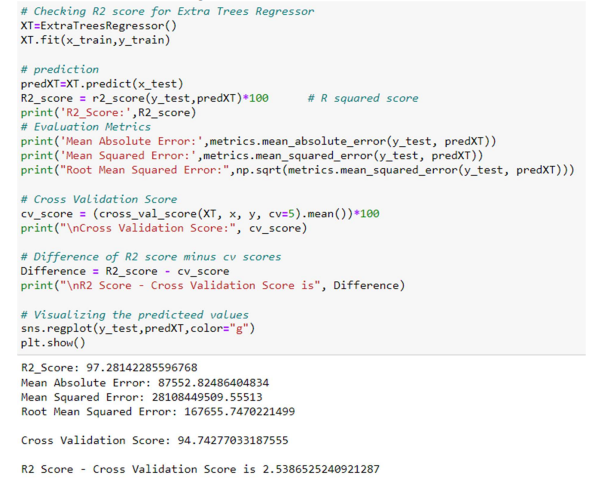 # Checking R2 score for Extra Trees Regressor
XT=ExtraTreesRegressor()
XT.fit(x_train,y_train)
# prediction
predXT=XT.predict(x_test)
R2_score = r2_score(y_test,predXT)*100      # R squared score
print('R2_Score:',R2_score)
# Evaluation Metrics
print('Mean Absolute Error:',metrics.mean_absolute_error(y_test, predXT))
print('Mean Squared Error:',metrics.mean_squared_error(y_test, predXT))
print("Root Mean Squared Error:",np.sqrt(metrics.mean_squared_error(y_test, predXT)))
# Cross Validation Score
cv_score = (cross_val_score(XT, x, y, cv=5).mean())*100
print("\nCross Validation Score:", cv_score)
# Difference of R2 score minus cv scores
Difference = R2_score - cv_score
print("\nR2 Score - Cross Validation Score is", Difference)
# Visualizing the predicteed values
sns.regplot(y_test,predXT,color="g")
plt.show()
R2_Score: 97.28142285596768
Mean Absolute Error: 87552.82486404834
Mean Squared Error: 28108449509.55513
Root Mean Squared Error: 167655.7470221499
Cross Validation Score: 94.74277033187555
R2 Score - Cross Validation Score is 2.5386525240921287